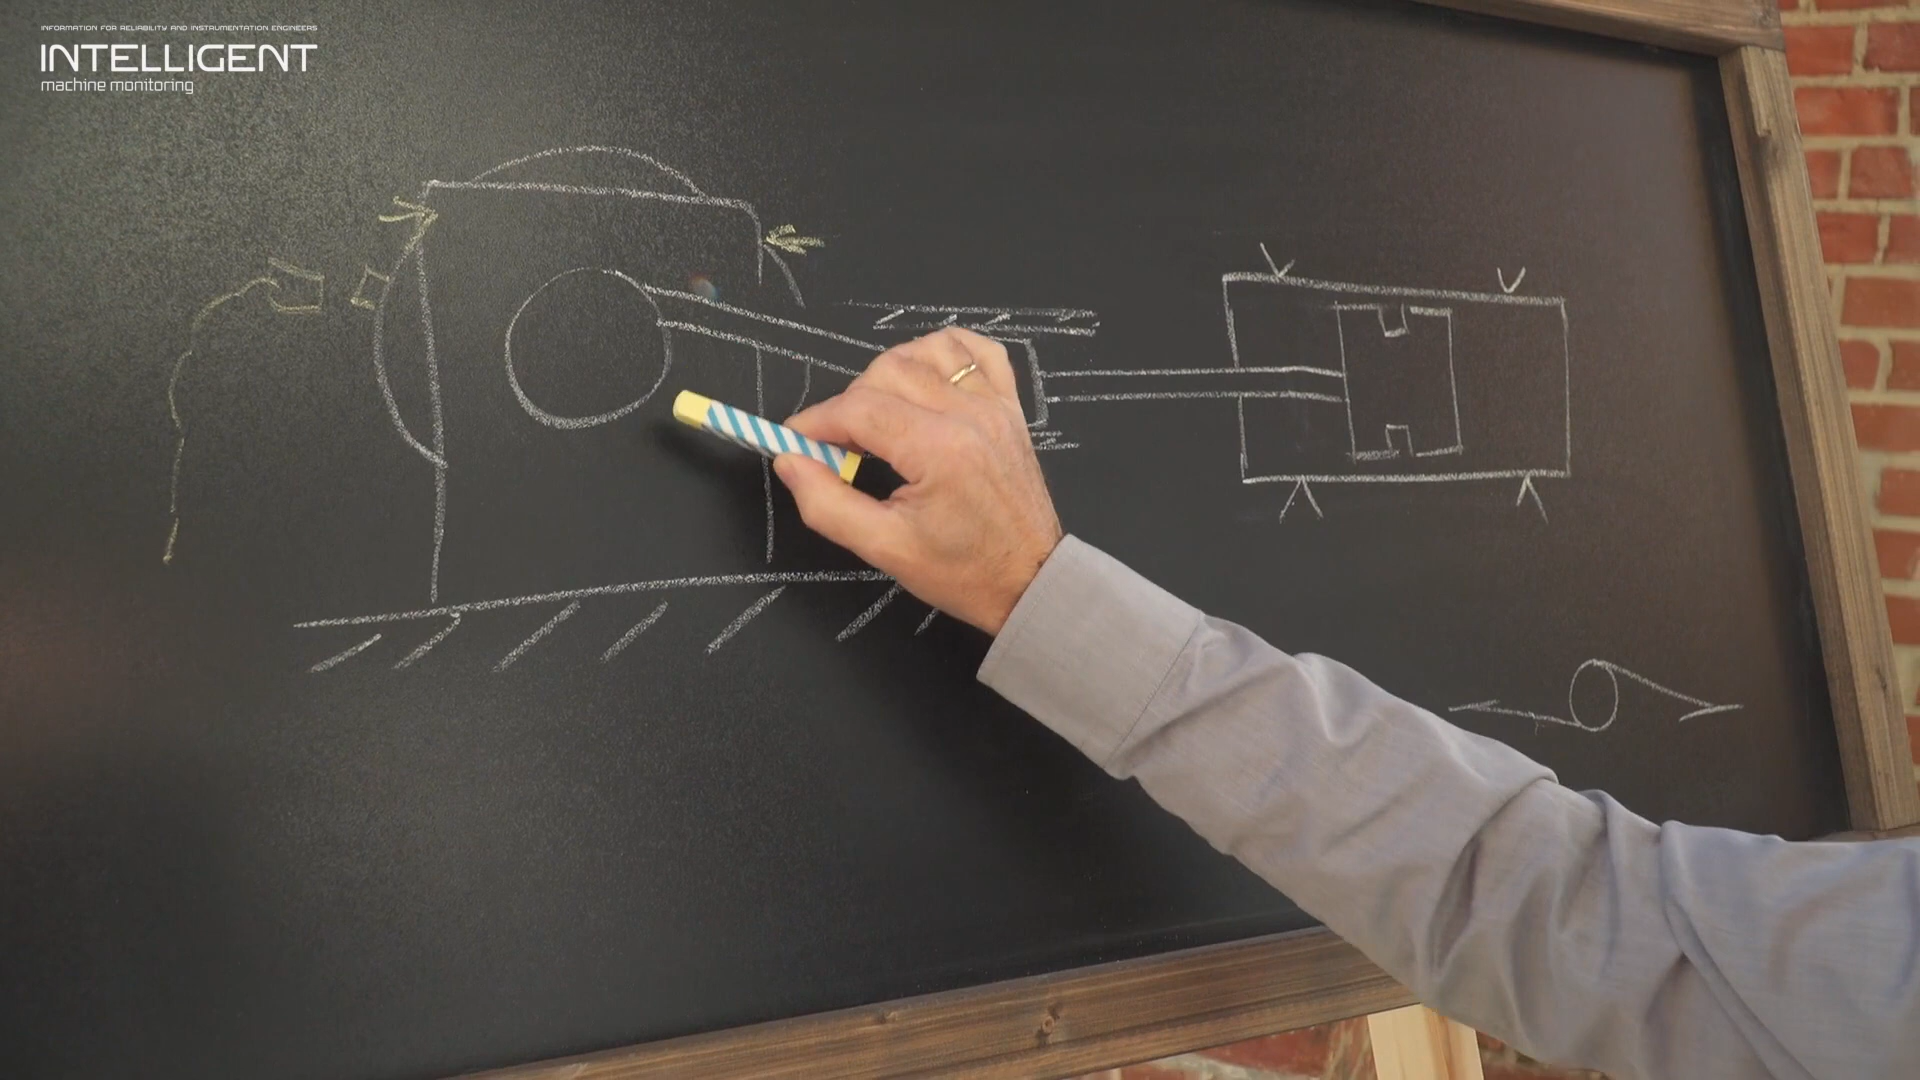 INFORMATION FOR RELIABILITY AND INSTRUMENTATION ENGINEERS
INTELLIGENT
machine monitoring